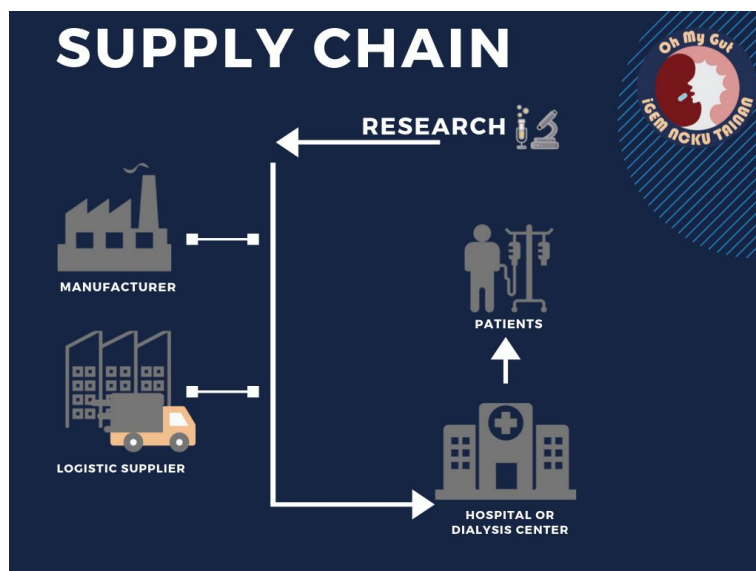 SUPPLY CHAIN
Oh My Gut
iGEM NCKU TAINAN
RESEARCH
MANUFACTURER
PATIENTS
LOGISTIC SUPPLIER
HOSPITAL OR
DIALYSIS CENTER